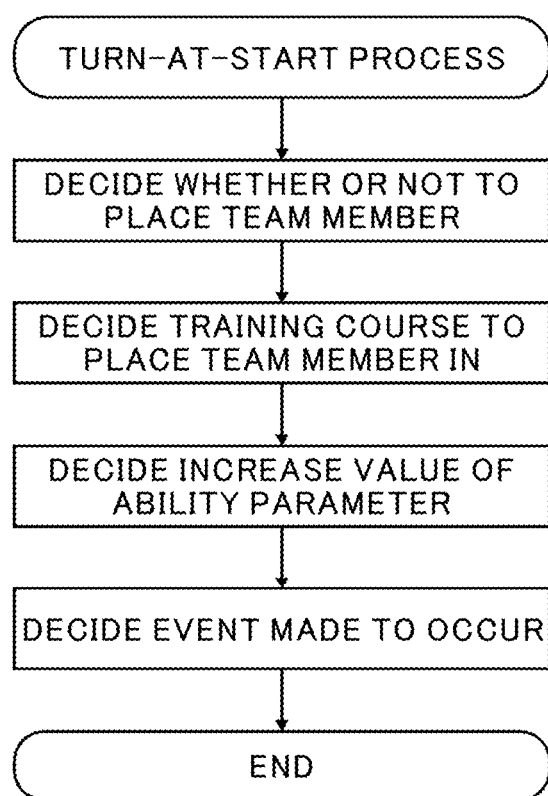 TURN-AT-START PROCESS
DECIDE WHETHER OR NOT TO
PLACE TEAM MEMBER
DECIDE TRAINING COURSE TO
PLACE TEAM MEMBER IN
DECIDE INCREASE VALUE OF
ABILITY PARAMETER
DECIDE EVENT MADE TO OCCUR
END